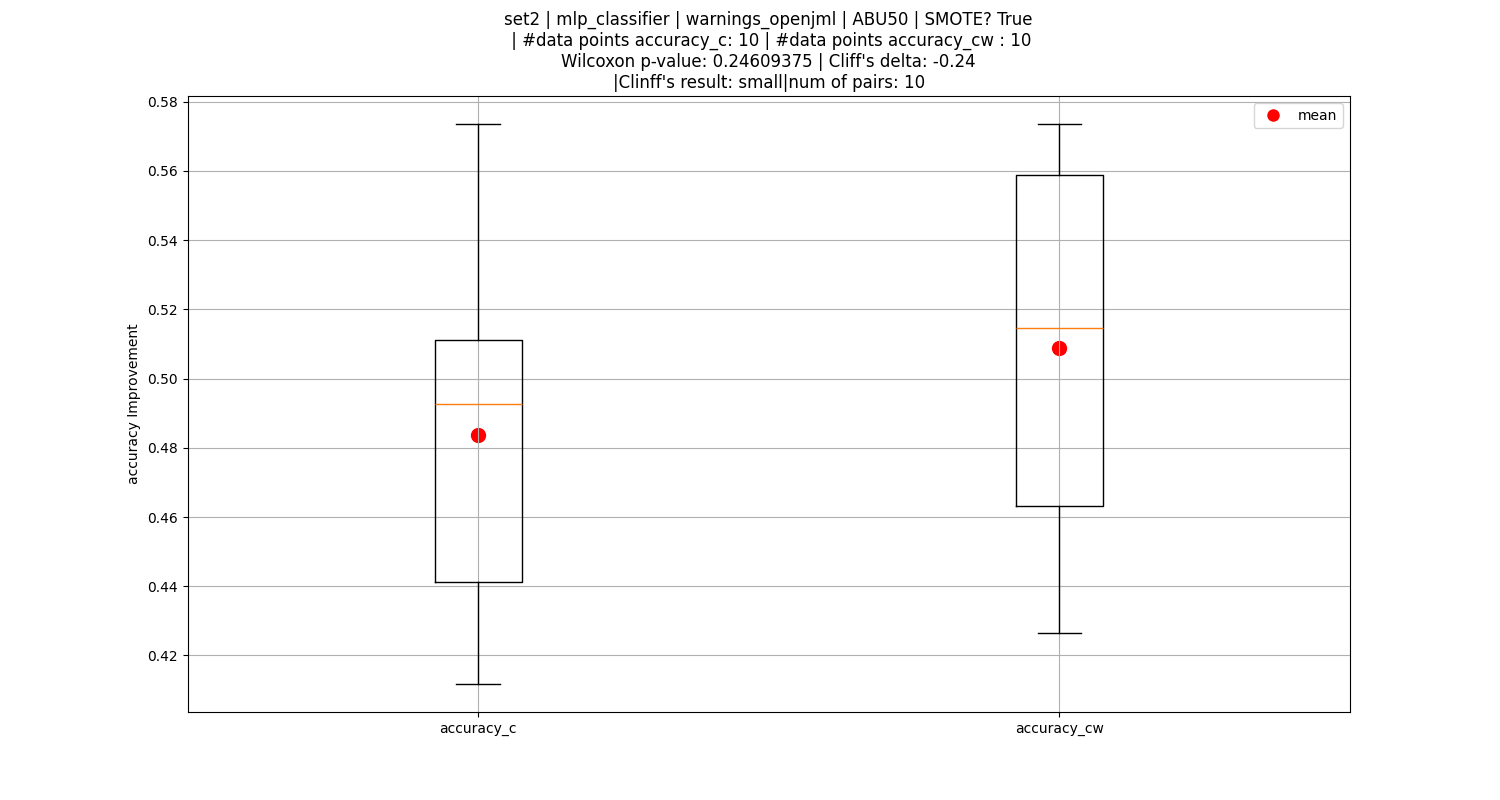 set2 | mlp_classifier | warnings_openjml | ABU50 | SMOTE? True
| #data points accuracy_c: 10 | #data points accuracy_cw : 10
Wilcoxon p-value: 0.24609375 | Cliff's delta: -0.24
|Clinff's result: small|num of pairs: 10
mean
0.58
0.56
0.54
0.52
0.50
0.48
0.46
0.44
0.42
accuracy Improvement
accuracy_c
accuracy_cw